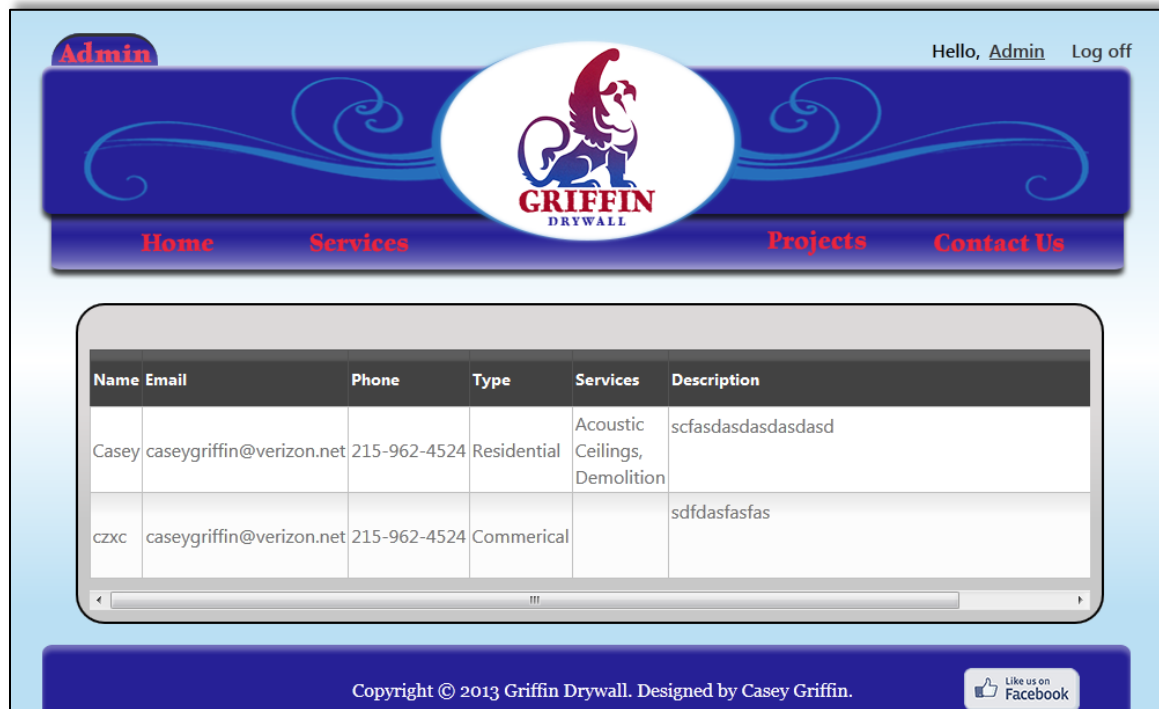 Admin
Hello, Admin Log off
GRIFFIN
DRYWALL
Home Services Projects Contact Us
Name Email Phone Type Services Description
Casey caseygriffin@verizon.net 215-962-4524 Residential Acoustic Ceilings, Demolition scfasdasdasdasdasd
czxc caseygriffin@verizon.net 215-962-4524 Commerical sdfdasfasfas
Copyright © 2013 Griffin Drywall. Designed by Casey Griffin.
Like us on
Facebook